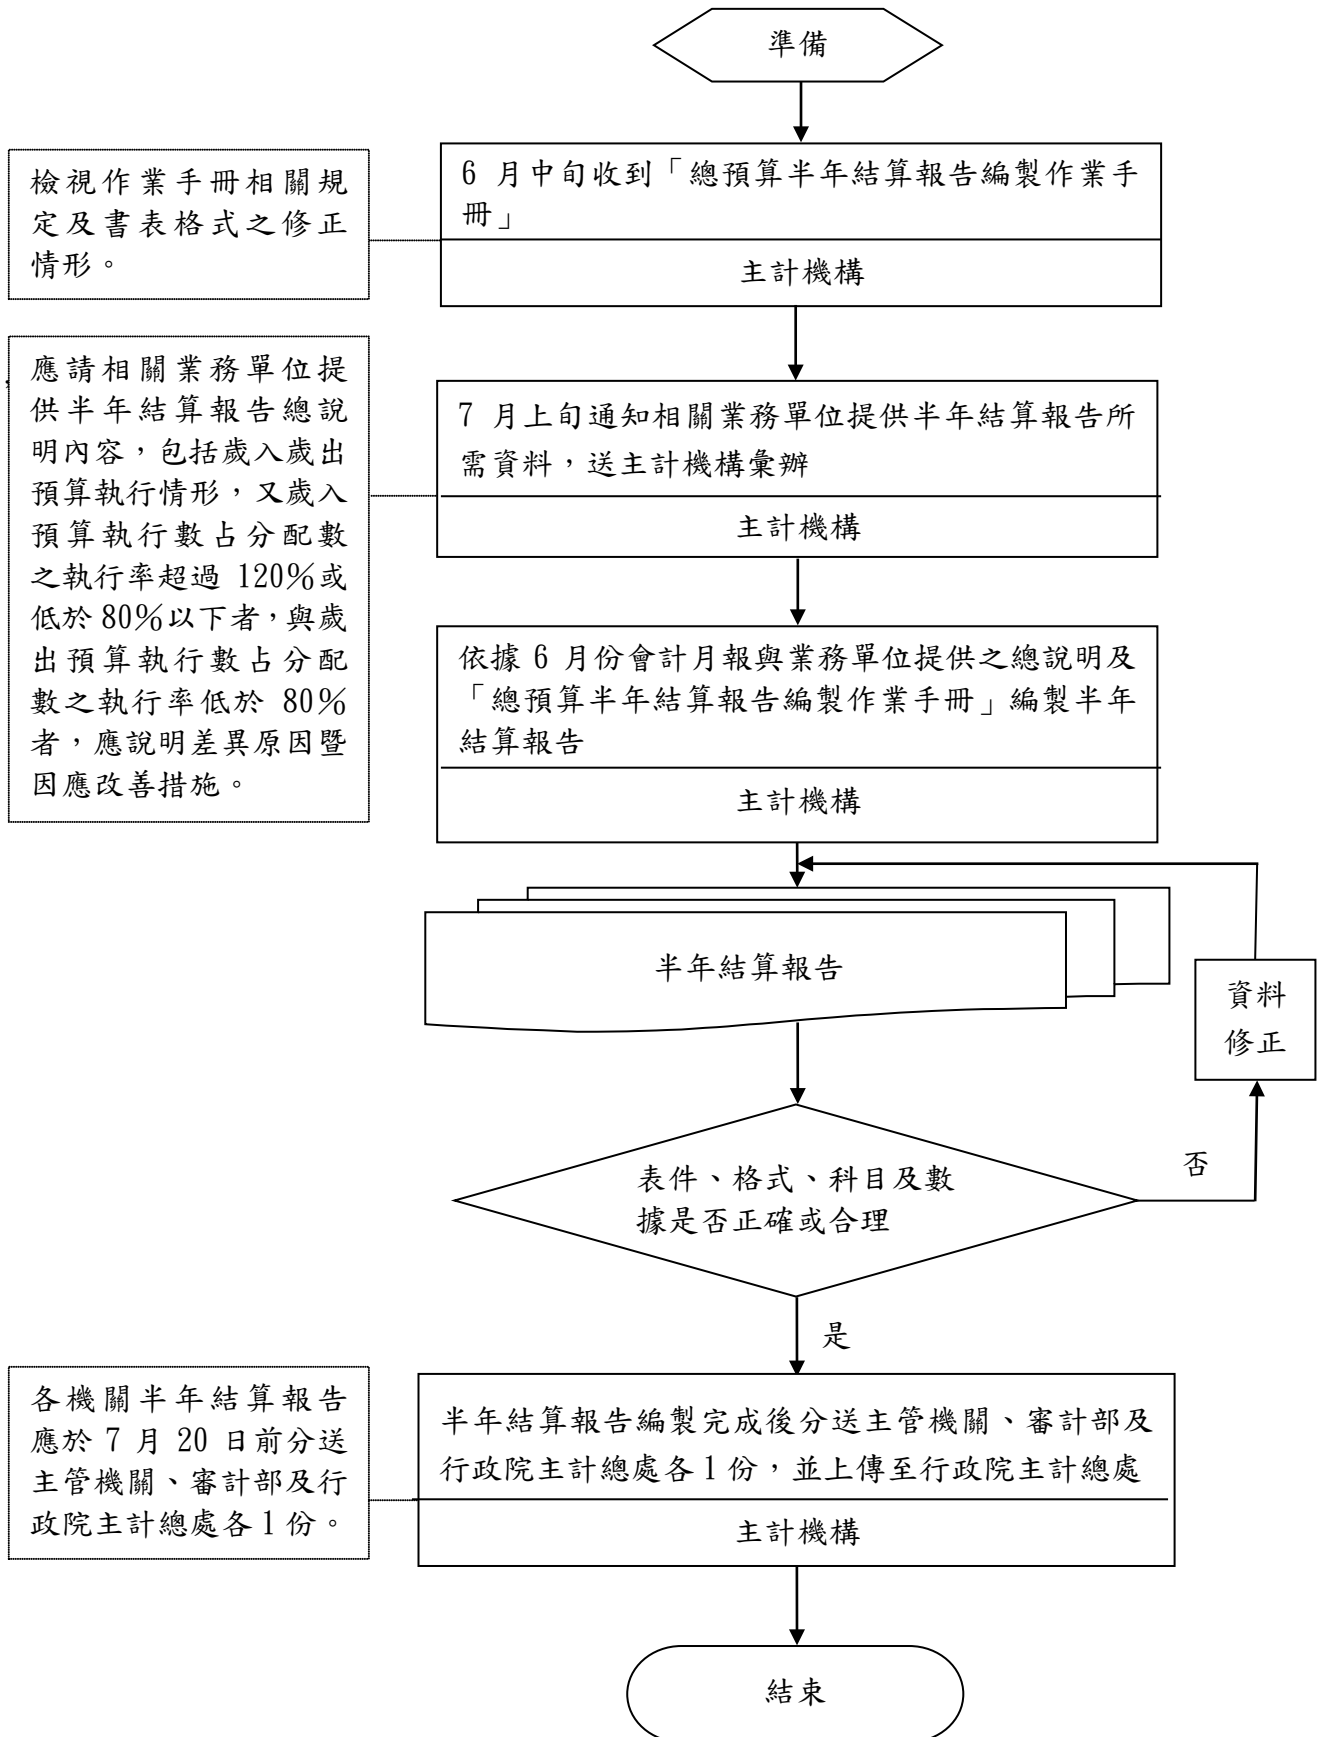 準備
檢視作業手冊相關規
定及書表格式之修正
情形。
6 月中旬收到「總預算半年結算報告編製作業手
冊」
主計機構
應請相關業務單位提
供半年結算報告總說
明內容，包括歲入歲出
預算執行情形，又歲入
預算執行數占分配數
之執行率超過 120％或
低於 80％以下者，與歲
出預算執行數占分配
數之執行率低於 80％
者，應說明差異原因暨
因應改善措施。
7 月上旬通知相關業務單位提供半年結算報告所
需資料，送主計機構彙辦
主計機構
依據 6 月份會計月報與業務單位提供之總說明及
「總預算半年結算報告編製作業手冊」編製半年
結算報告
主計機構
半年結算報告
資料
修正
表件、格式、科目及數
據是否正確或合理
否
是
各機關半年結算報告
應於 7 月 20 日前分送
主管機關、審計部及行
政院主計總處各 1 份。
半年結算報告編製完成後分送主管機關、審計部及
行政院主計總處各 1 份，並上傳至行政院主計總處
主計機構
結束